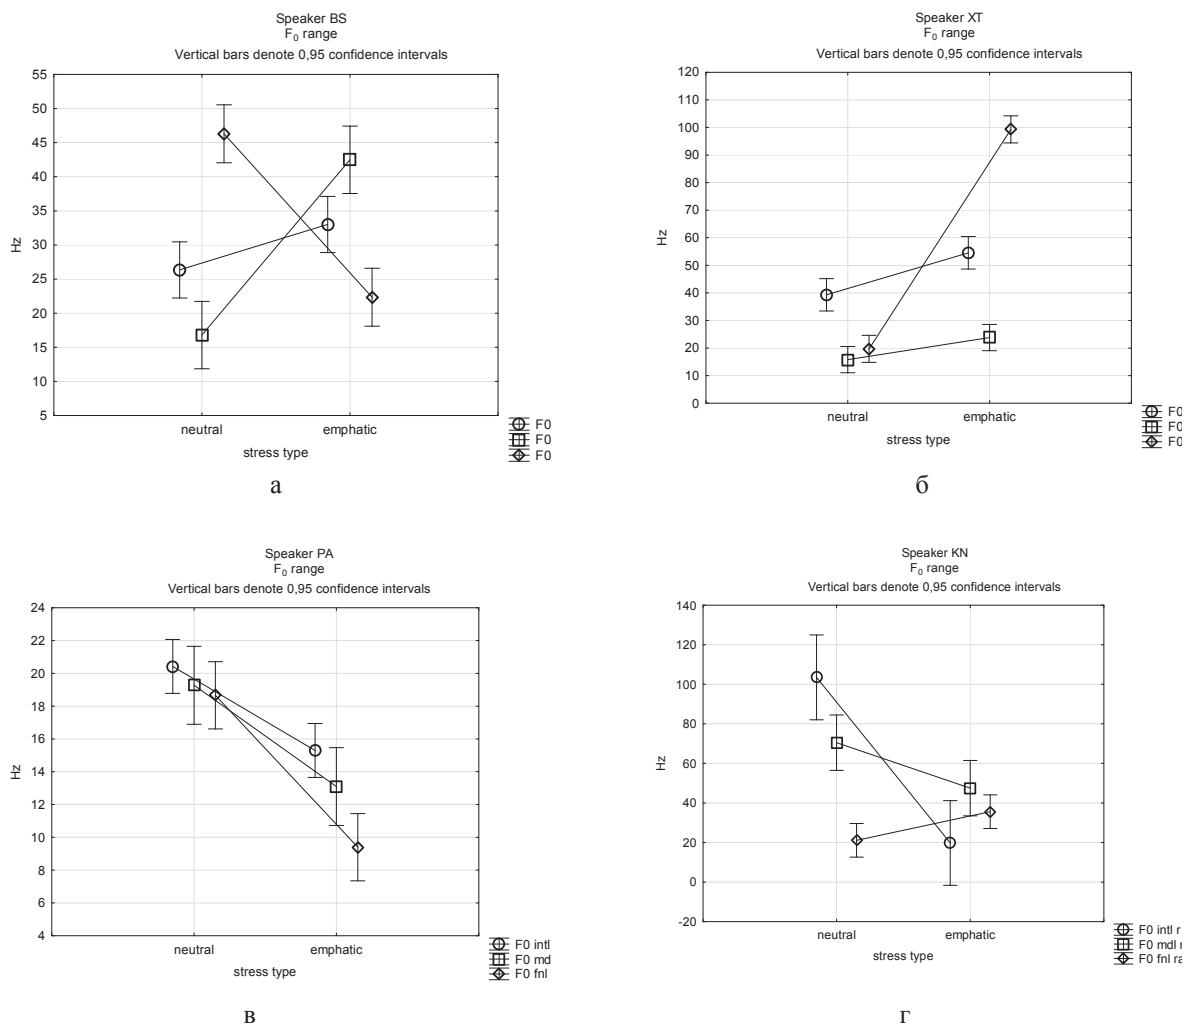 Speaker BS
F0 range
Vertical bars denote 0,95 confidence intervals
55
50
45
40
35
30
25
20
15
10
5
Hz
neutral
emphatic
stress type
F0
F0
F0
а
Speaker XT
F0 range
Vertical bars denote 0,95 confidence intervals
120
110
100
90
80
70
60
50
40
30
20
10
0
Hz
neutral
emphatic
stress type
F0
F0
F0
б
Speaker PA
F0 range
Vertical bars denote 0,95 confidence intervals
24
22
20
18
16
14
12
10
8
6
4
Hz
neutral
emphatic
stress type
F0 intl
F0 md
F0 fnl
в
Speaker KN
F0 range
Vertical bars denote 0,95 confidence intervals
140
120
100
80
60
40
20
0
-20
Hz
neutral
emphatic
stress type
F0 intl r
F0 mdl r
F0 fnl ra
г